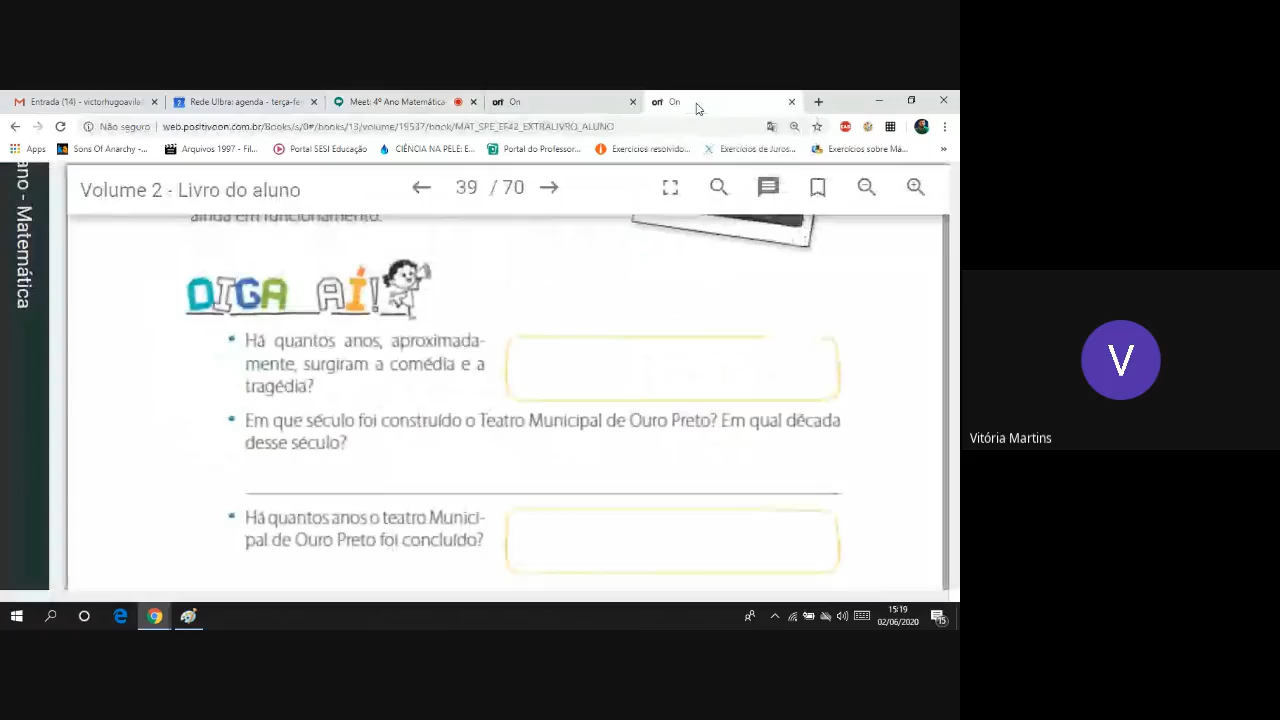 Entrada (14) - victorhugoavila
Rede Ulbra: agenda - terça-fe
Meet: 4º Ano Matemática
On
On
Não seguro
web.positivoon.com.br/Books/s/0#/books/13/volume/19537/book/MAT_SPE_EF42_EXTRALIVRO_ALUNO
Apps
Sons Of Anarchy -...
Arquivos 1997 - Fil...
Portal SESI Educação
CIÊNCIA NA PELE: E...
Portal do Professor...
Exercícios resolvido...
Exercícios de Juros...
Exercícios sobre Ma...
»
ano - Matemática
Volume 2 - Livro do aluno
39 / 70
ainda em funcionamento.
DIGA AÍ!
Há quantos anos, aproximada-
mente, surgiram a comédia e a
tragédia?
Em que século foi construído o Teatro Municipal de Ouro Preto? Em qual década
desse século?
Há quantos anos o teatro Munici-
pal de Ouro Preto foi concluído?
V
Vitória Martins
15:19
02/06/2020
15